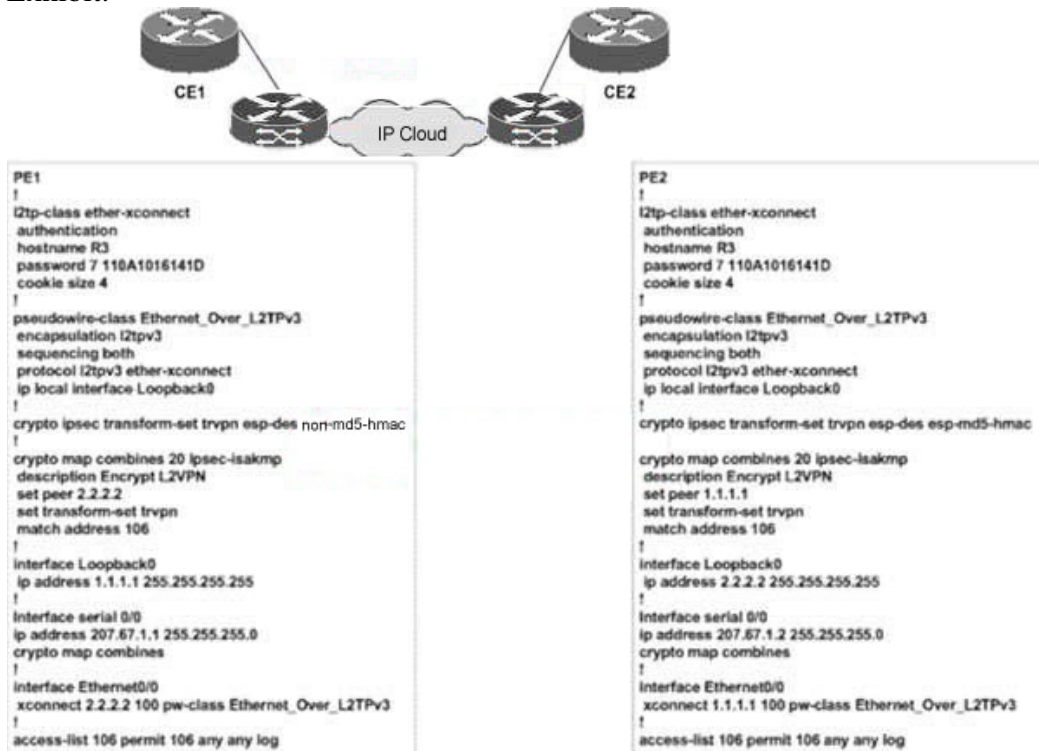 CE1
CE2
IP Cloud
PE1
!
l2tp-class ether-xconnect
authentication
hostname R3
password 7 110A1016141D
cookie size 4
!
pseudowire-class Ethernet_Over_L2TPv3
encapsulation l2tpv3
sequencing both
protocol l2tpv3 ether-xconnect
ip local interface Loopback0
!
crypto ipsec transform-set trvpn esp-des non-md5-hmac
!
crypto map combines 20 ipsec-isakmp
description Encrypt L2VPN
set peer 2.2.2.2
set transform-set trvpn
match address 106
!
interface Loopback0
ip address 1.1.1.1 255.255.255.255
!
Interface serial 0/0
ip address 207.67.1.1 255.255.255.0
crypto map combines
!
interface Ethernet0/0
xconnect 2.2.2.2 100 pw-class Ethernet_Over_L2TPv3
!
access-list 106 permit 106 any any log
PE2
!
l2tp-class ether-xconnect
authentication
hostname R3
password 7 110A1016141D
cookie size 4
!
pseudowire-class Ethernet_Over_L2TPv3
encapsulation l2tpv3
sequencing both
protocol l2tpv3 ether-xconnect
ip local interface Loopback0
!
crypto ipsec transform-set trvpn esp-des esp-md5-hmac
crypto map combines 20 ipsec-isakmp
description Encrypt L2VPN
set peer 1.1.1.1
set transform-set trvpn
match address 106
!
interface Loopback0
ip address 2.2.2.2 255.255.255.255
!
Interface serial 0/0
ip address 207.67.1.2 255.255.255.0
crypto map combines
!
interface Ethernet0/0
xconnect 1.1.1.1 100 pw-class Ethernet_Over_L2TPv3
!
access-list 106 permit 106 any any log